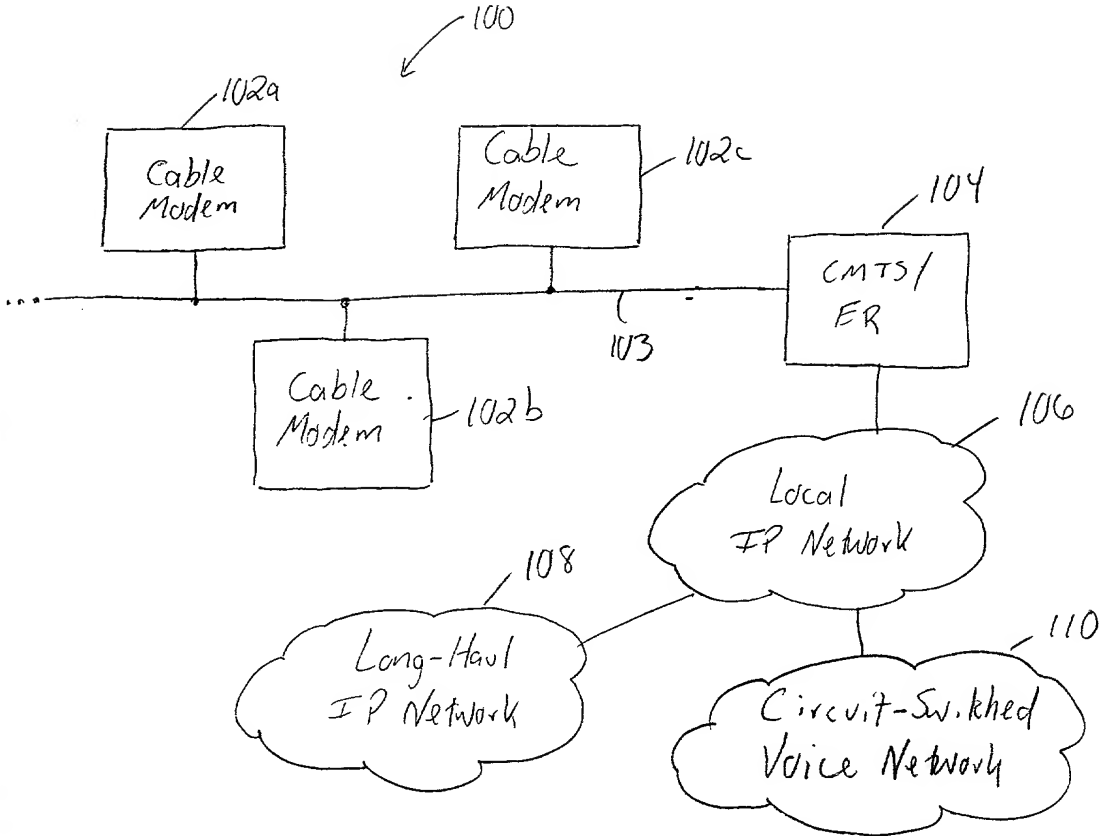 100
102a
Cable
Modem
Cable
Modem
102c
104
CMTS/
ER
103
Cable
Modem
102b
106
Local
IP Network
108
Long-Haul
IP Network
110
Circuit-Switched
Voice Network